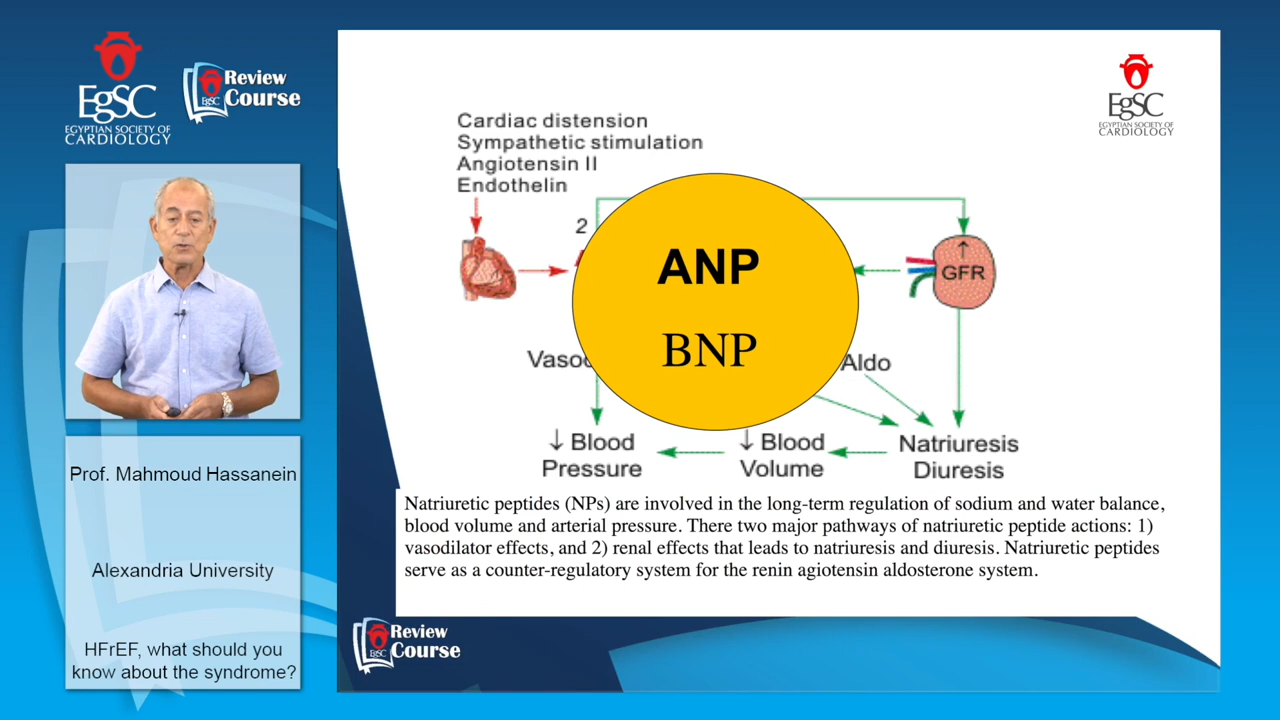 EgSC
EGYPTIAN SOCIETY OF
CARDIOLOGY
Review
Course
EgSC
Prof. Mahmoud Hassanein
Alexandria University
HFrEF, what should you
know about the syndrome?
EgSC
EGYPTIAN SOCIETY OF
CARDIOLOGY
Cardiac distension
Sympathetic stimulation
Angiotensin II
Endothelin
2
ANP
BNP
↑
GFR
Aldo
↓ Blood
Pressure
↓ Blood
Volume
Natriuresis
Diuresis
Natriuretic peptides (NPs) are involved in the long-term regulation of sodium and water balance,
blood volume and arterial pressure. There two major pathways of natriuretic peptide actions: 1)
vasodilator effects, and 2) renal effects that leads to natriuresis and diuresis. Natriuretic peptides
serve as a counter-regulatory system for the renin agiotensin aldosterone system.
Review
Course
EgSC